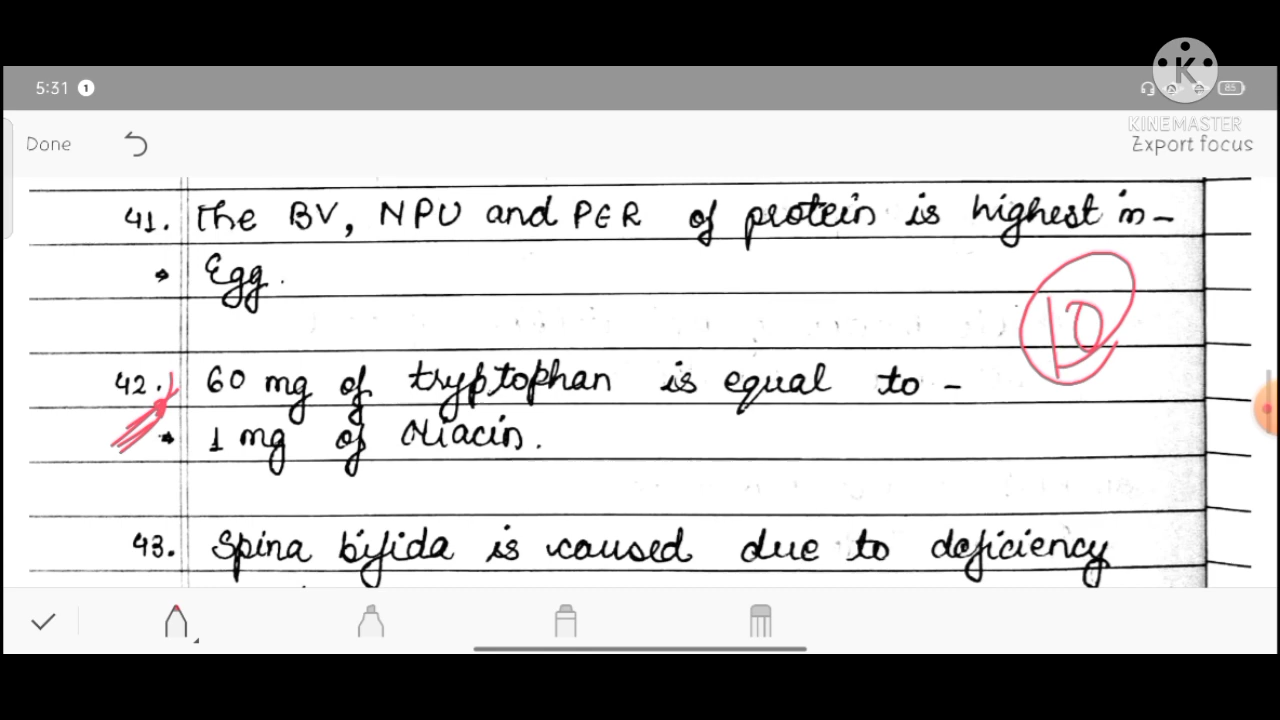 5:31 1
85
KINEMASTER
Done
Export focus
41. The BV, NPU and PER of protein is highest in-
Egg.
10
42. 60 mg of tryptophan is equal to -
1 mg of Niacin.
43. Spina bifida is caused due to deficiency